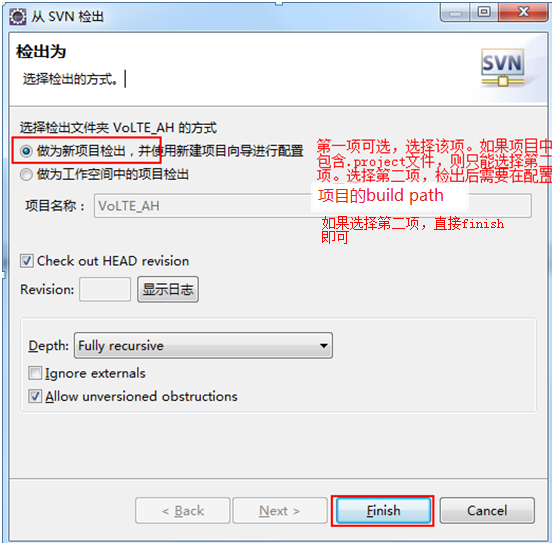 从 SVN 检出
检出为
选择检出的方式。
SVN
选择检出文件夹 VoLTE_AH 的方式
做为新项目检出，并使用新建项目向导进行配置
做为工作空间中的项目检出
第一项可选，选择该项。如果项目中
包含.project文件，则只能选择第二
项。选择第二项，检出后需要在配置
项目的build path
项目名称： VoLTE_AH
如果选择第二项，直接finish
即可
Check out HEAD revision
Revision: 显示日志
Depth: Fully recursive
Ignore externals
Allow unversioned obstructions
< Back Next > Finish Cancel